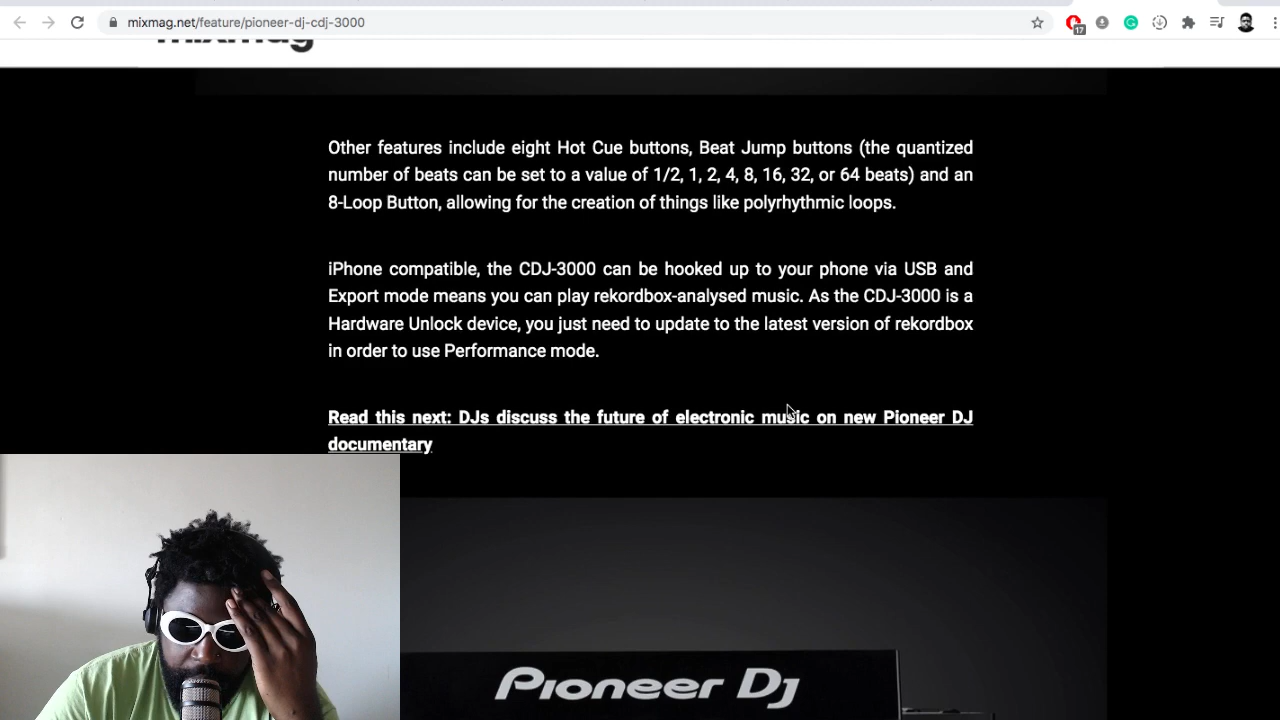 mixmag.net/feature/pioneer-dj-cdj-3000
17
mixmag
Other features include eight Hot Cue buttons, Beat Jump buttons (the quantized
number of beats can be set to a value of 1/2, 1, 2, 4, 8, 16, 32, or 64 beats) and an
8-Loop Button, allowing for the creation of things like polyrhythmic loops.
iPhone compatible, the CDJ-3000 can be hooked up to your phone via USB and
Export mode means you can play rekordbox-analysed music. As the CDJ-3000 is a
Hardware Unlock device, you just need to update to the latest version of rekordbox
in order to use Performance mode.
Read this next: DJs discuss the future of electronic music on new Pioneer DJ
documentary
Pioneer Dj